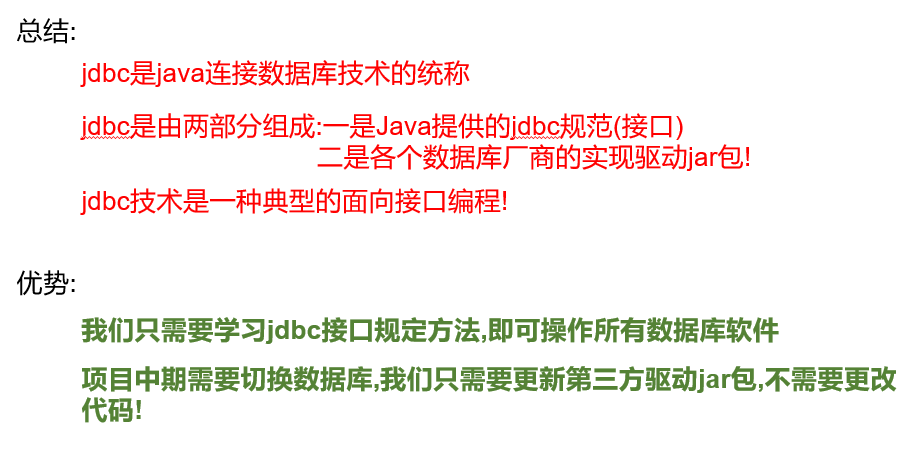 总结:
jdbc是java连接数据库技术的统称
jdbc是由两部分组成:一是Java提供的jdbc规范(接口)
二是各个数据库厂商的实现驱动jar包!
jdbc技术是一种典型的面向接口编程!
优势:
我们只需要学习jdbc接口规定方法,即可操作所有数据库软件
项目中期需要切换数据库,我们只需要更新第三方驱动jar包,不需要更改
代码!